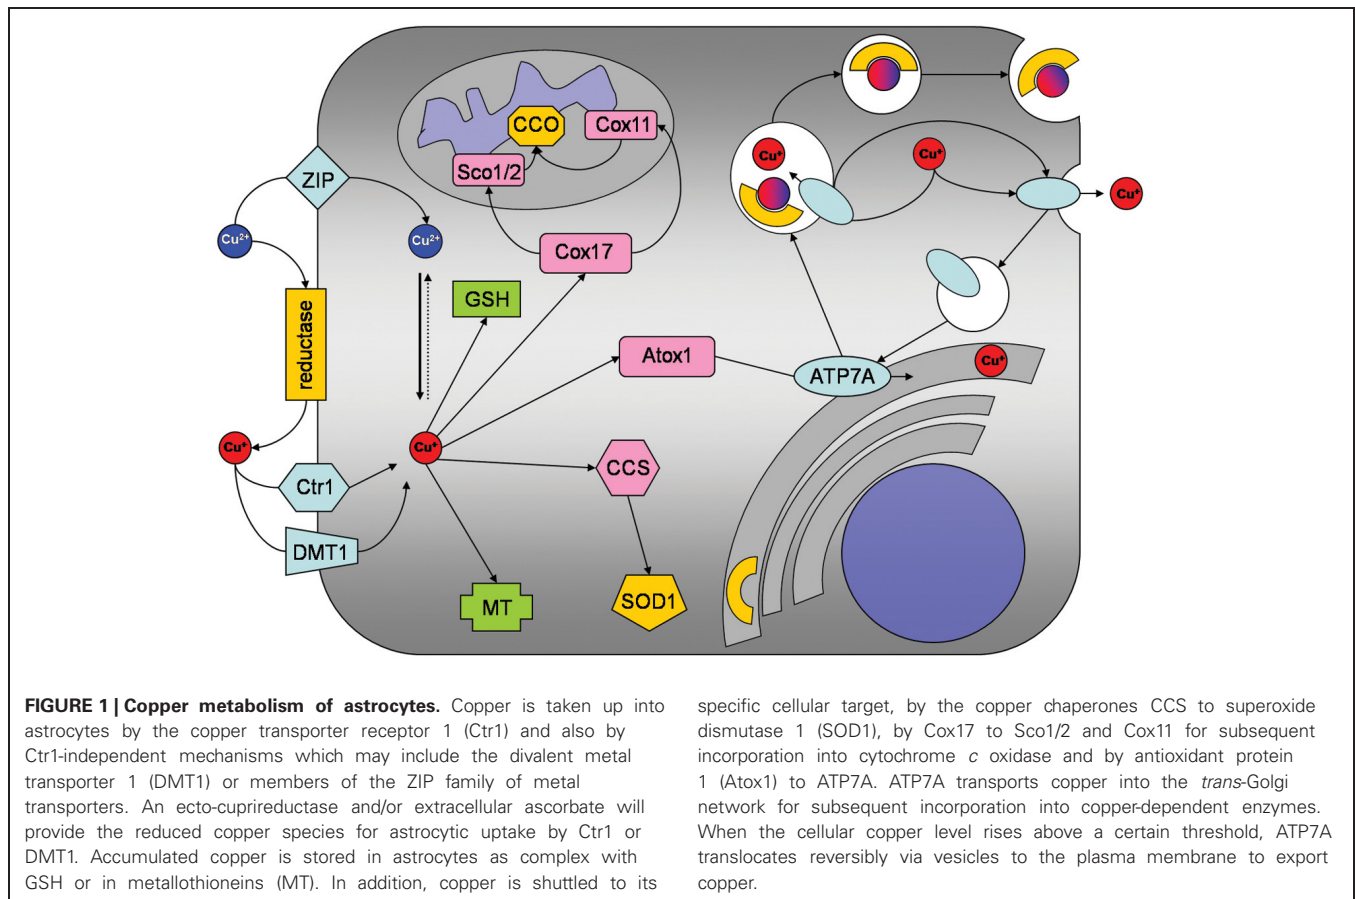 CCO
Cox11
Sco1/2
ZIP
Cu²⁺
Cu²⁺
Cox17
GSH
reductase
Atox1
ATP7A
Cu⁺
Cu⁺
Cu⁺
Cu⁺
Cu⁺
Cu⁺
Ctr1
CCS
DMT1
MT
SOD1
FIGURE 1 | Copper metabolism of astrocytes. Copper is taken up into
astrocytes by the copper transporter receptor 1 (Ctr1) and also by
Ctr1-independent mechanisms which may include the divalent metal
transporter 1 (DMT1) or members of the ZIP family of metal
transporters. An ecto-cuprireductase and/or extracellular ascorbate will
provide the reduced copper species for astrocytic uptake by Ctr1 or
DMT1. Accumulated copper is stored in astrocytes as complex with
GSH or in metallothioneins (MT). In addition, copper is shuttled to its
specific cellular target, by the copper chaperones CCS to superoxide
dismutase 1 (SOD1), by Cox17 to Sco1/2 and Cox11 for subsequent
incorporation into cytochrome c oxidase and by antioxidant protein
1 (Atox1) to ATP7A. ATP7A transports copper into the trans-Golgi
network for subsequent incorporation into copper-dependent enzymes.
When the cellular copper level rises above a certain threshold, ATP7A
translocates reversibly via vesicles to the plasma membrane to export
copper.